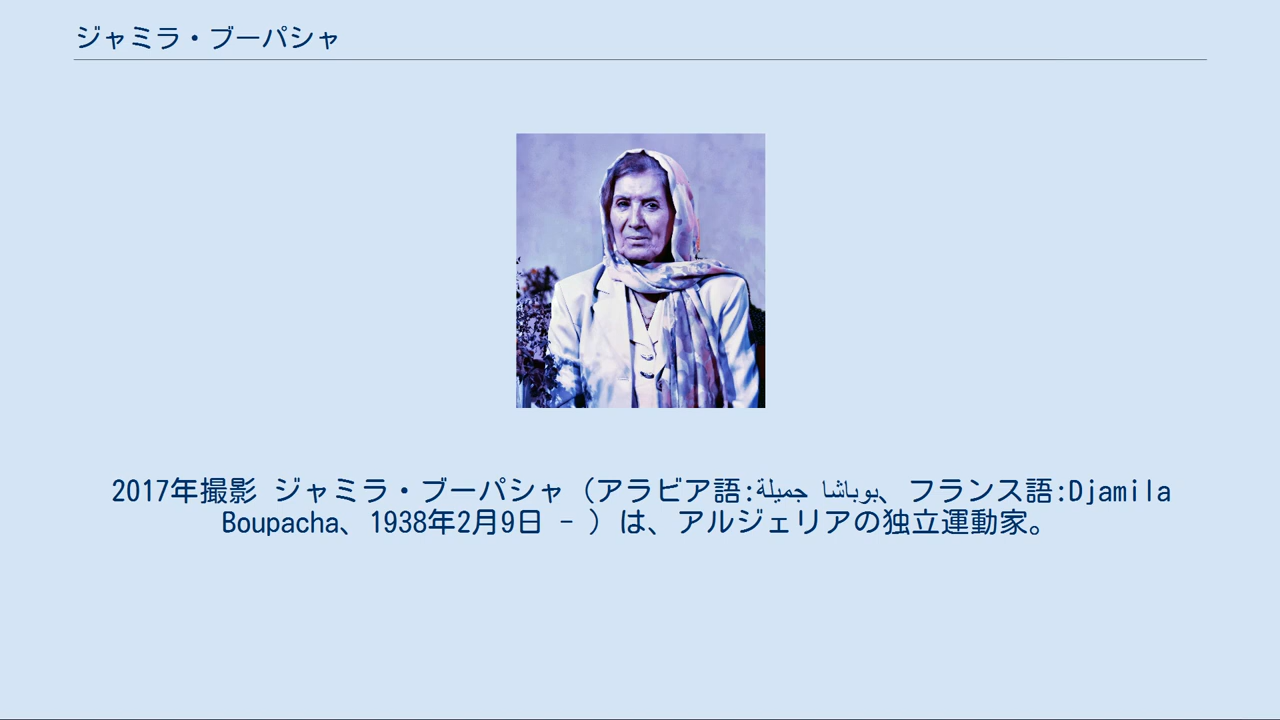 ジャミラ・ブーパシャ
2017年撮影 ジャミラ・ブーパシャ（アラビア語:بوباشا جميلة、フランス語:Djamila
Boupacha、1938年2月9日 - ）は、アルジェリアの独立運動家。